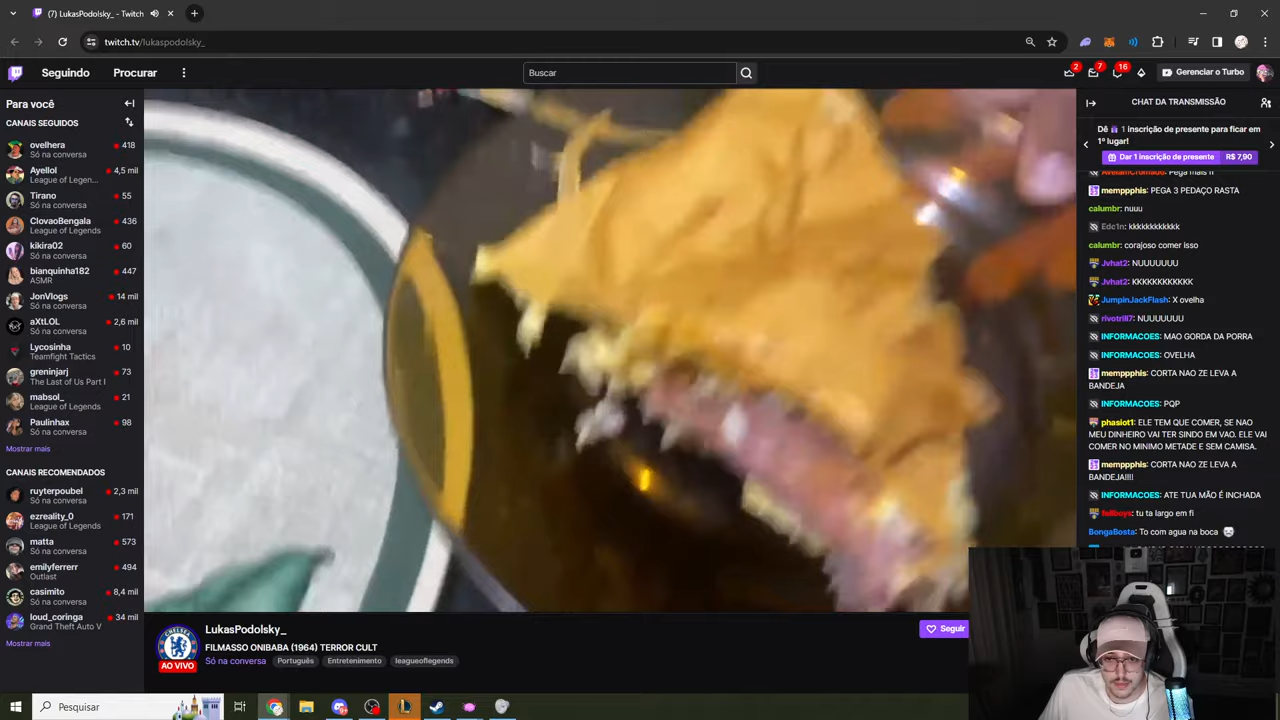 (7) LukasPodolsky_ - Twitch
twitch.tv/lukaspodolsky_
Seguindo
Procurar
Buscar
2
7
16
Gerenciar o Turbo
Para você
CANAIS SEGUIDOS
ovelhera
418
Só na conversa
Ayellol
4,5 mil
League of Legen...
Tirano
55
Só na conversa
ClovaoBengala
436
League of Legends
kikira02
60
Só na conversa
bianquinha182
447
ASMR
JonVlogs
14 mil
Só na conversa
aXtLOL
2,6 mil
Só na conversa
Lycosinha
10
Teamfight Tactics
greninjarj
73
The Last of Us Part I
mabsol_
21
League of Legends
Paulinhax
98
Só na conversa
Mostrar mais
CANAIS RECOMENDADOS
ruyterpoubel
2,3 mil
Só na conversa
ezreality_0
171
League of Legends
matta
573
Só na conversa
emilyferrerr
494
Outlast
casimito
8,4 mil
Só na conversa
loud_coringa
34 mil
Grand Theft Auto V
Mostrar mais
CHELSEA
AO VIVO
LukasPodolsky_
FILMASSO ONIBABA (1964) TERROR CULT
Só na conversa
Português
Entretenimento
leagueoflegends
Seguir
CHAT DA TRANSMISSÃO
Dê 1 inscrição de presente para ficar em
1º lugar!
Dar 1 inscrição de presente
R$ 7,90
memppphls: PEGA 3 PEDAÇO RASTA
calumbr: nuuu
Edc1n: kkkkkkkkkkkk
calumbr: corajoso comer isso
Jvhat2: NUUUUUUU
Jvhat2: KKKKKKKKKKKK
JumpinJackFlash: X ovelha
rivotrill7: NUUUUUUU
INFORMACOES: MAO GORDA DA PORRA
INFORMACOES: OVELHA
memppphls: CORTA NAO ZE LEVA A
BANDEJA
INFORMACOES: PQP
phasiot1: ELE TEM QUE COMER, SE NAO
MEU DINHEIRO VAI TER SINDO EM VAO. ELE VAI
COMER NO MINIMO METADE E SEM CAMISA.
memppphls: CORTA NAO ZE LEVA A
BANDEJA!!!!
INFORMACOES: ATE TUA MÃO É INCHADA
fullboys: tu ta largo em fi
BongaBosta: To com agua na boca
Pesquisar